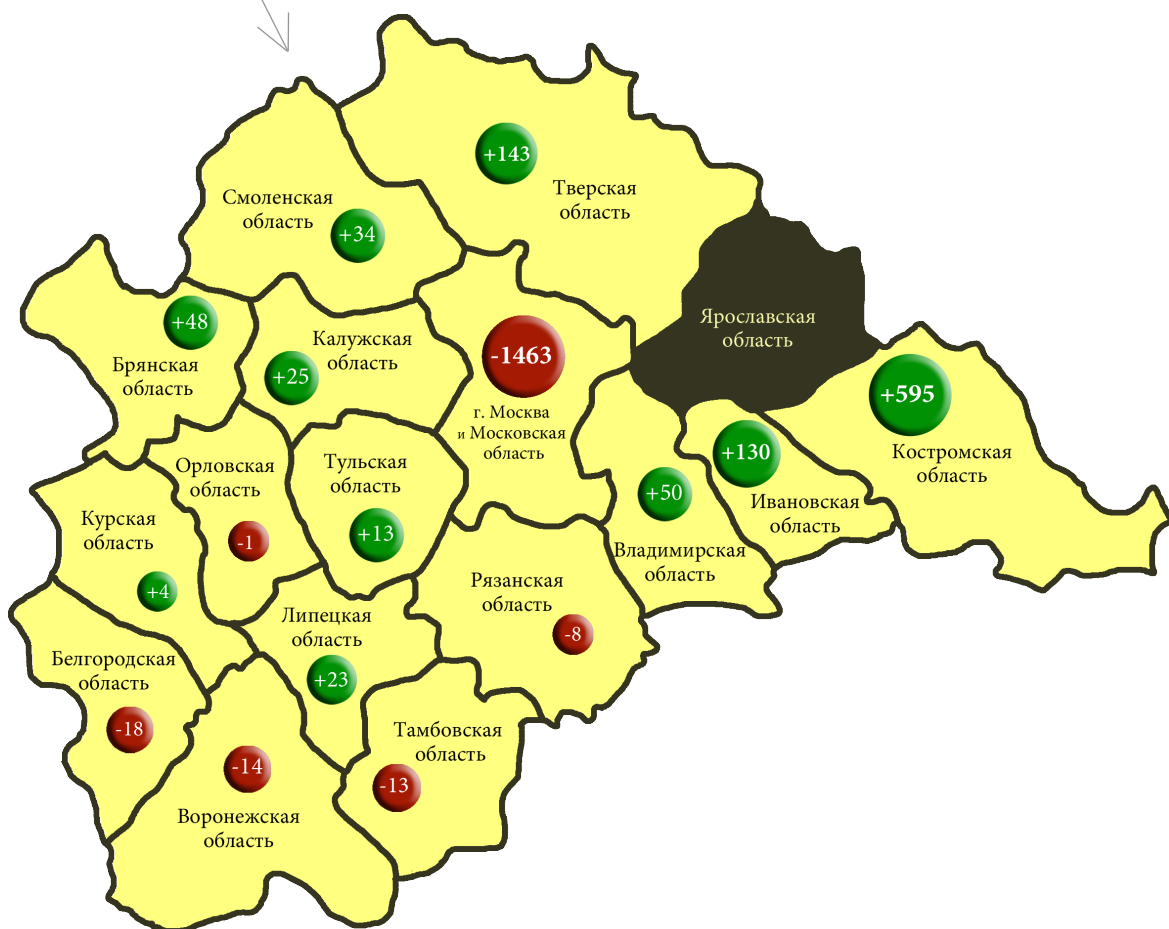 +143
Тверская
область
Смоленская
область
+34
Ярославская
область
+48
Брянская
область
Калужская
область
+25
-1463
г. Москва
и Московская
область
+595
Костромская
область
+130
Ивановская
область
+50
Владимирская
область
Орловская
область
-1
Тульская
область
+13
Курская
область
+4
Рязанская
область
-8
Липецкая
область
+23
Белгородская
область
-18
-14
Воронежская
область
Тамбовская
область
-13